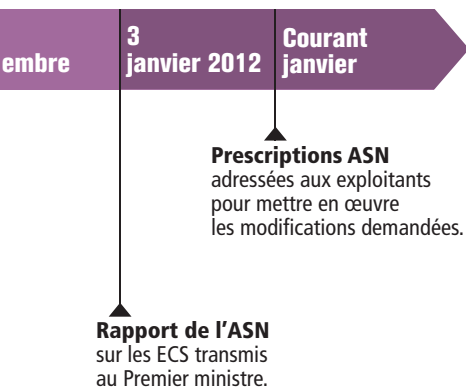 embre
3
janvier 2012
Courant
janvier
Prescriptions ASN
adressées aux exploitants
pour mettre en œuvre
les modifications demandées.
Rapport de l'ASN
sur les ECS transmis
au Premier ministre.